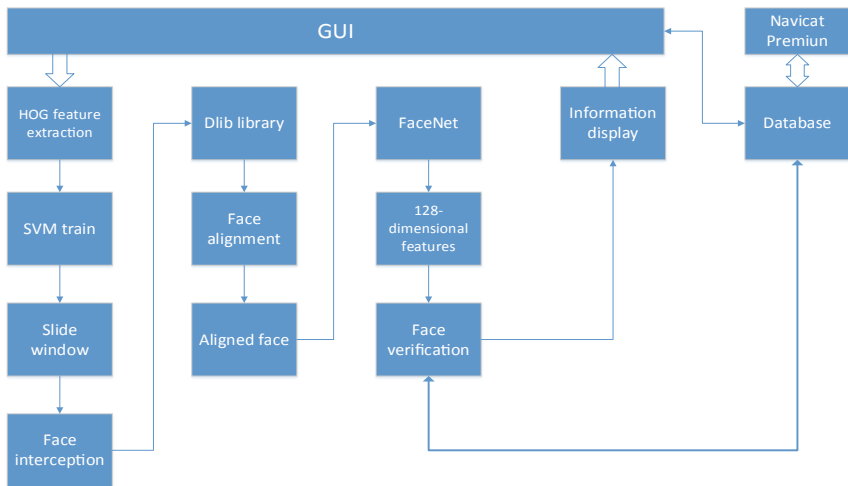 GUI
Navicat
Premiun
HOG feature
extraction
Dlib library
FaceNet
Information
display
Database
SVM train
Face
alignment
128-
dimensional
features
Slide
window
Aligned face
Face
verification
Face
interception